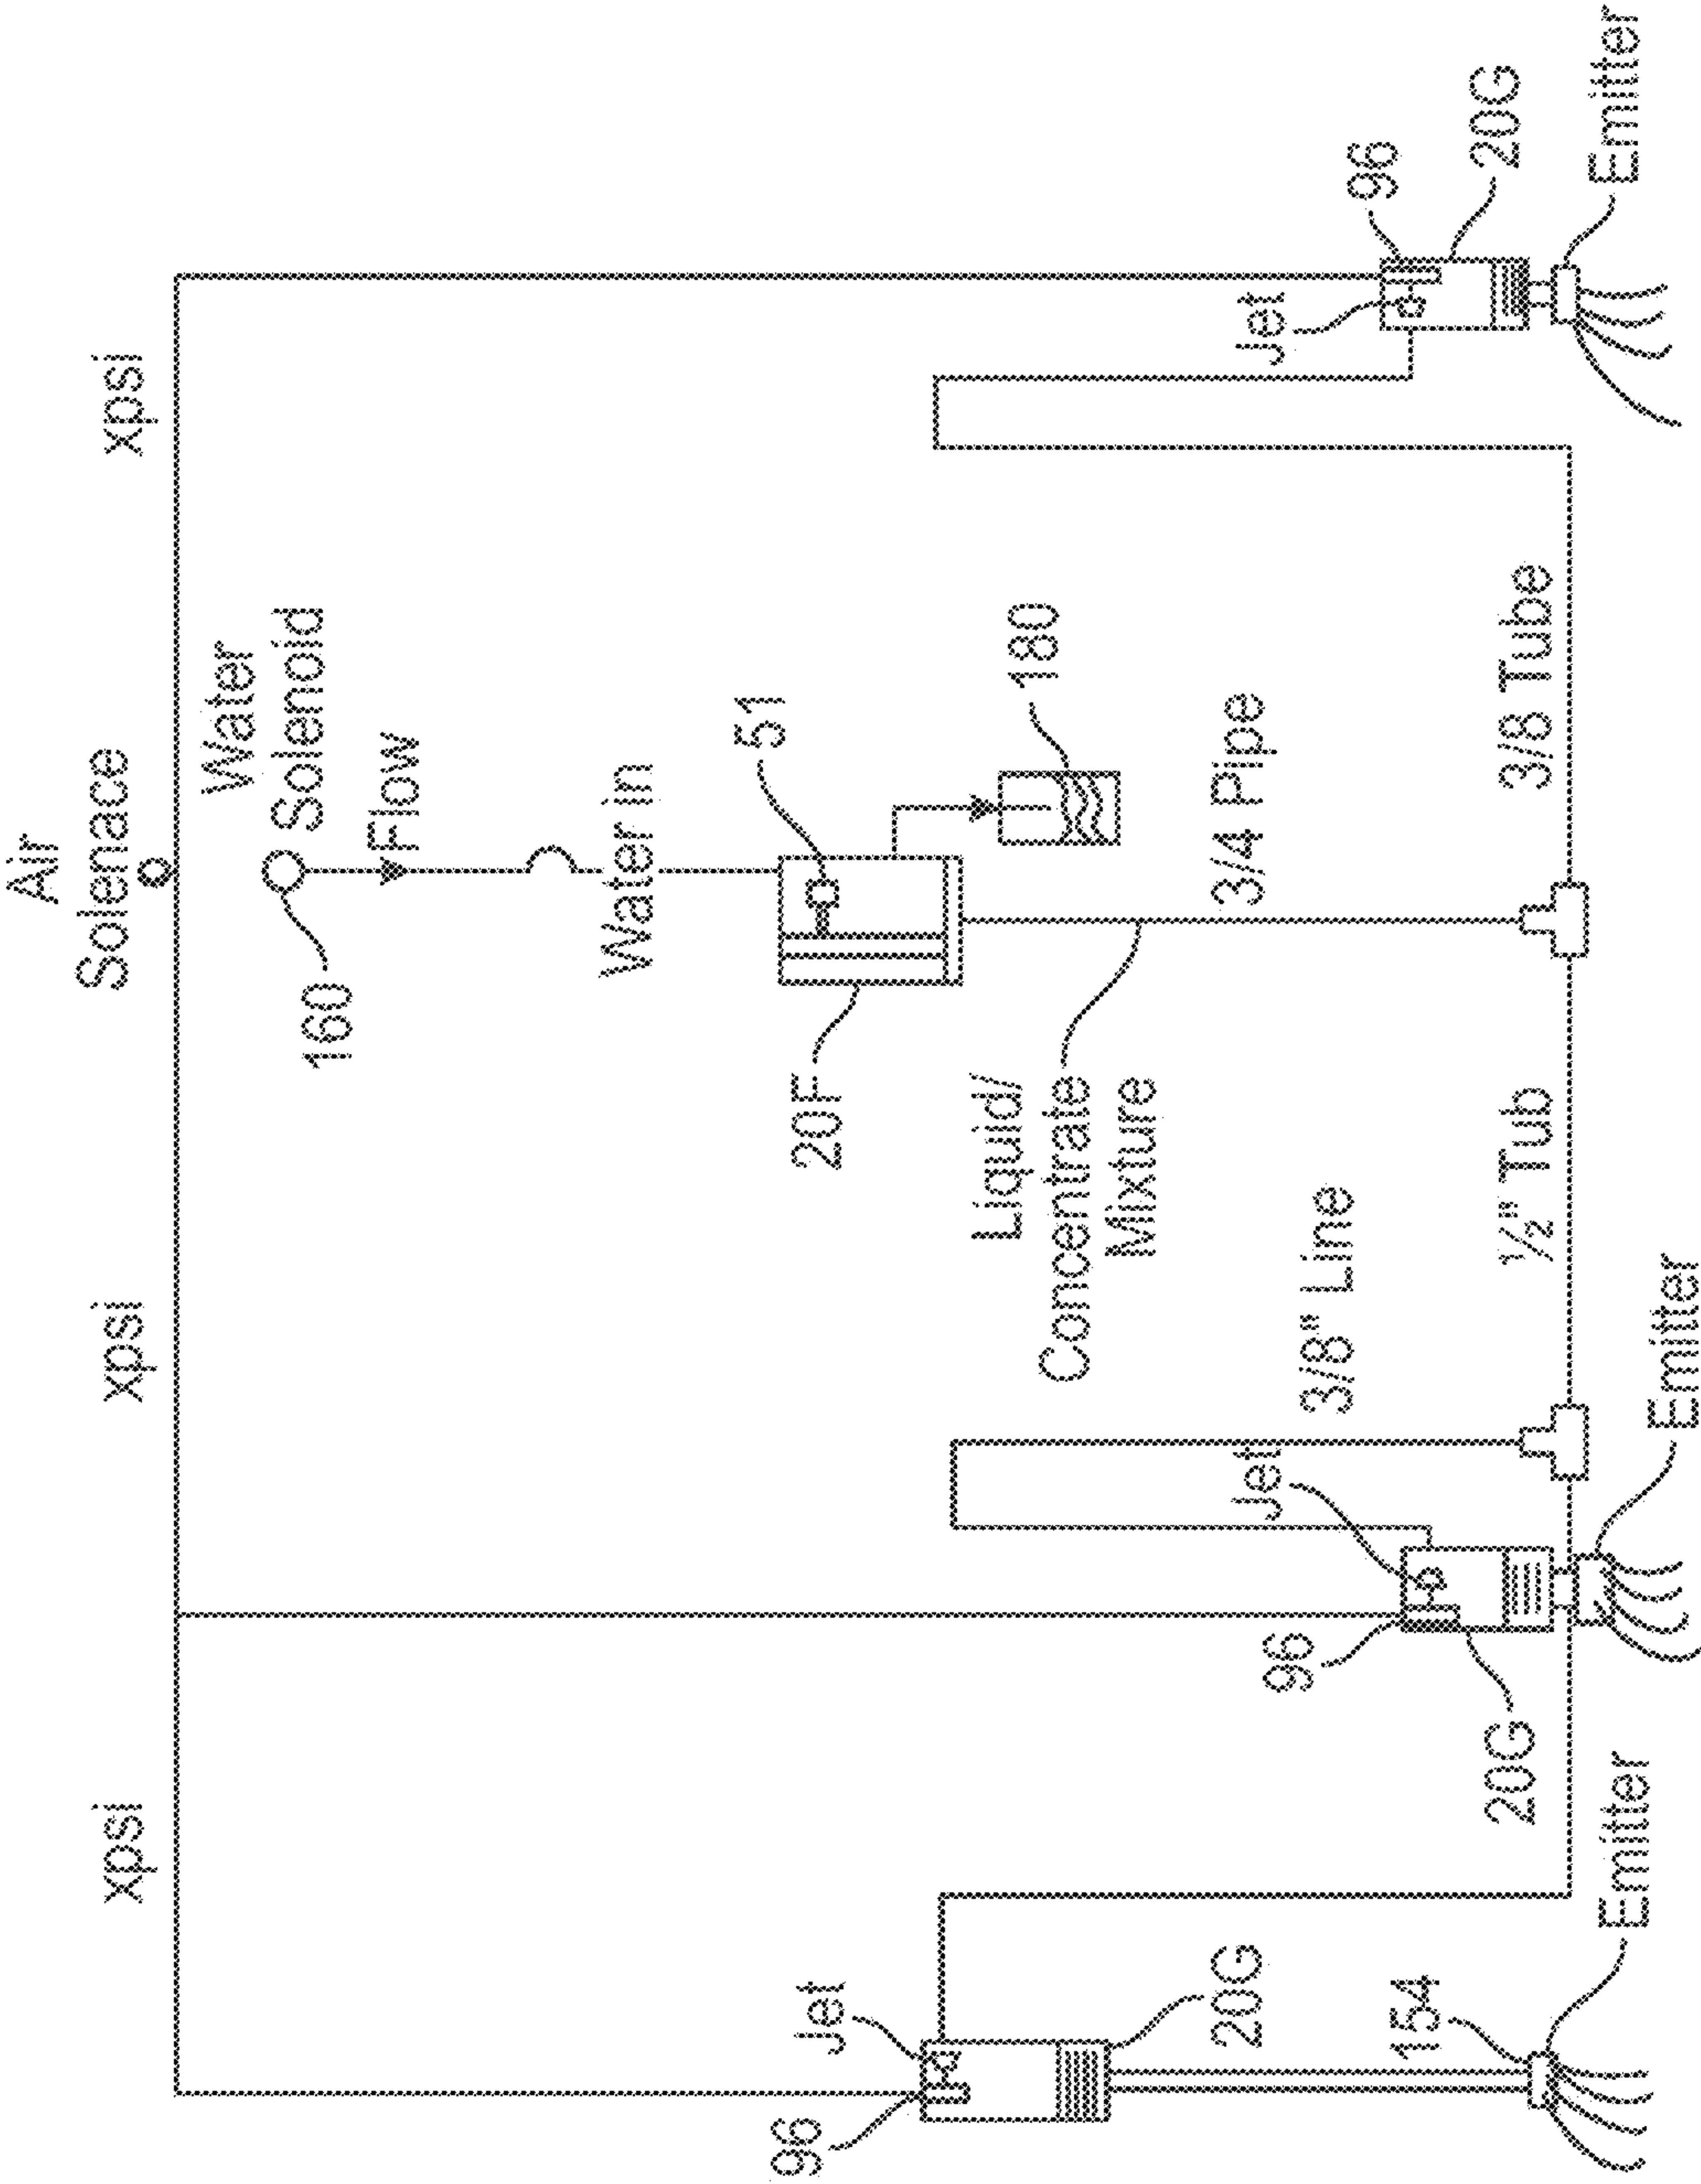 Air
Solenace
xpsi
xpsi
xpsi
Water
Solenoid
160
Flow
Water in
51
20F
180
Liquid/
Concentrate
Mixture
3/4 Pipe
3/8" Line
1/2" Tub
3/8 Tube
Jet
96
20G
154
Emitter
Jet
96
20G
Emitter
Jet
96
20G
Emitter